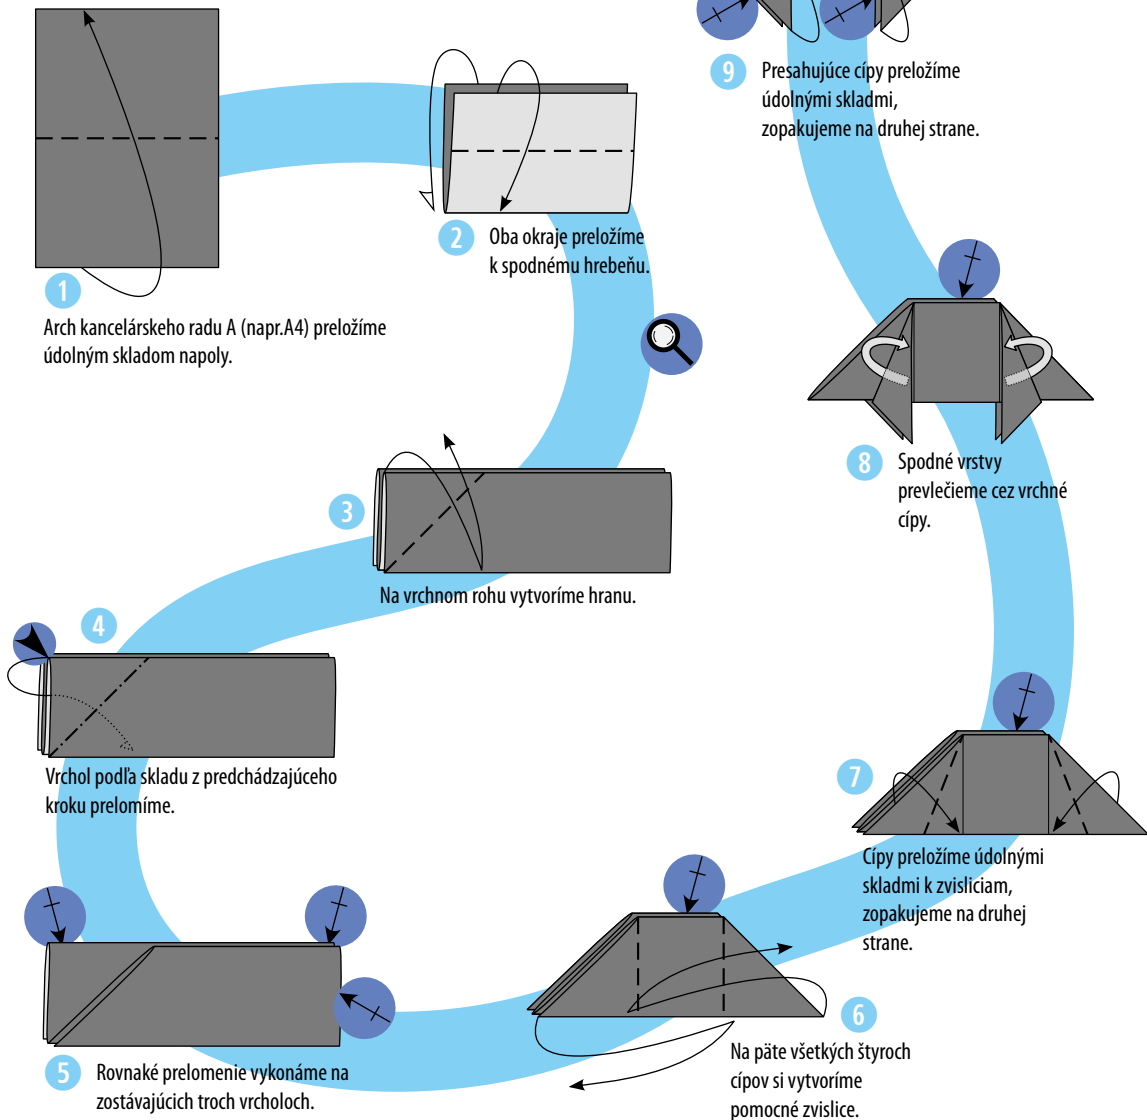 1
Arch kancelárskeho radu A (napr.A4) preložíme
údolným skladom napoly.
2
Oba okraje preložíme
k spodnému hrebeňu.
3
Na vrchnom rohu vytvoríme hranu.
4
Vrchol podľa skladu z predchádzajúceho
kroku prelomíme.
5
Rovnaké prelomenie vykonáme na
zostávajúcich troch vrcholoch.
6
Na päte všetkých štyroch
cípov si vytvoríme
pomocné zvislice.
7
Cípy preložíme údolnými
skladmi k zvisliciam,
zopakujeme na druhej
strane.
8
Spodné vrstvy
prevlečieme cez vrchné
cípy.
9
Presahujúce cípy preložíme
údolnými skladmi,
zopakujeme na druhej strane.